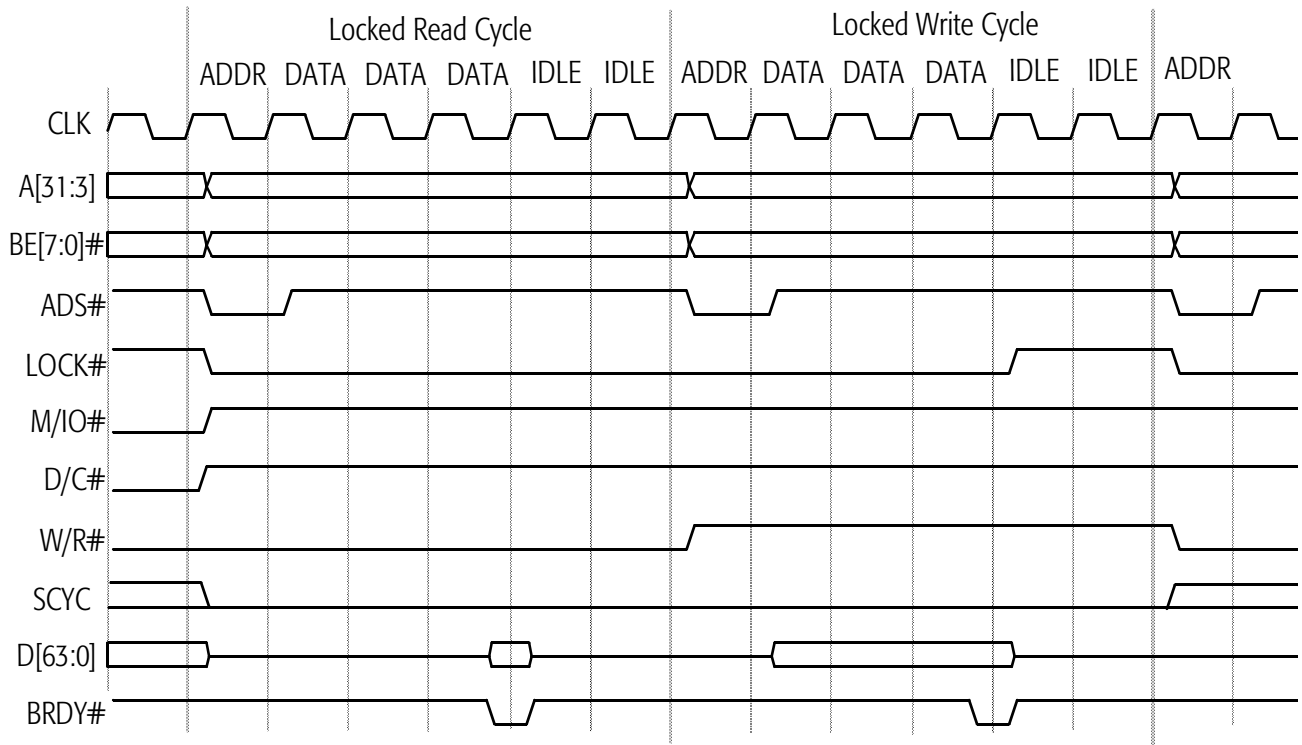 Locked Read Cycle
Locked Write Cycle
ADDR DATA DATA DATA IDLE IDLE ADDR DATA DATA DATA IDLE IDLE ADDR
CLK
A[31:3]
BE[7:0]#
ADS#
LOCK#
M/IO#
D/C#
W/R#
SCYC
D[63:0]
BRDY#